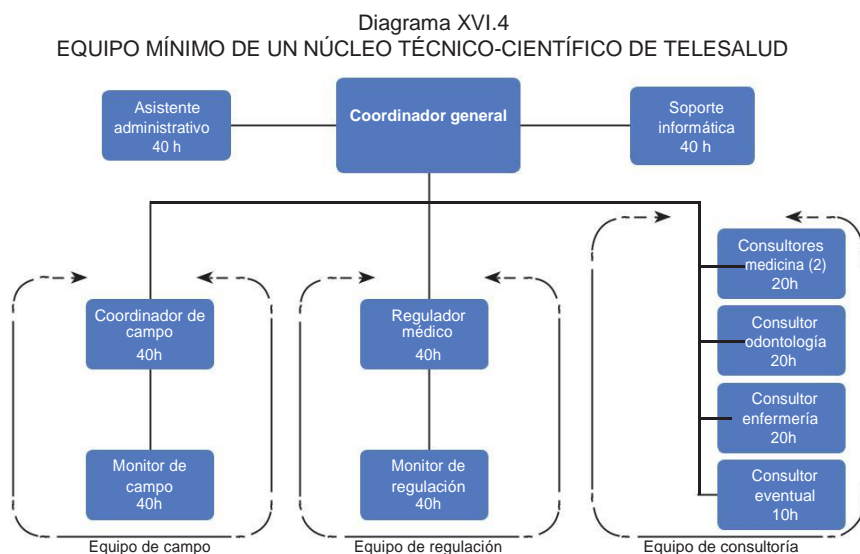 Diagrama XVI.4
EQUIPO MÍNIMO DE UN NÚCLEO TÉCNICO-CIENTÍFICO DE TELESALUD
Asistente
administrativo
40 h
Coordinador general
Soporte
informática
40 h
Coordinador de
campo
40h
Monitor de
campo
40h
Equipo de campo
Regulador
médico
40h
Monitor de
regulación
40h
Equipo de regulación
Consultores
medicina (2)
20h
Consultor
odontología
20h
Consultor
enfermería
20h
Consultor
eventual
10h
Equipo de consultoría